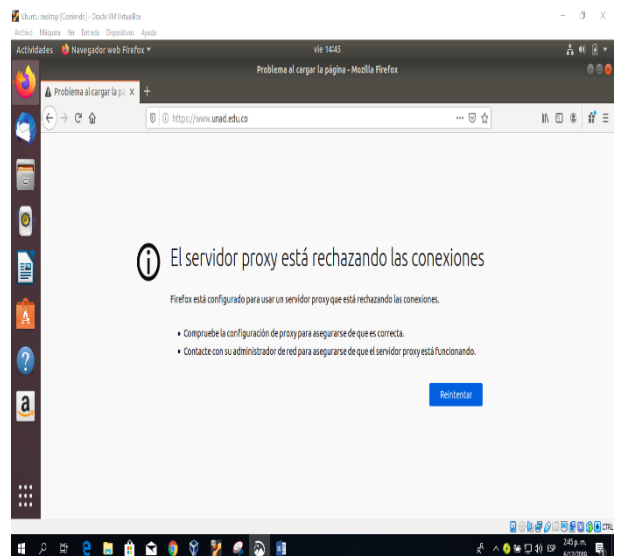 Ubuntu desktop [Corriendo] - Oracle VM VirtualBox
Archivo Máquina Ver Entrada Dispositivos Ayuda
Actividades Navegador web Firefox vie 14:45
Problema al cargar la página - Mozilla Firefox
Problema al cargar la pá
https://www.unad.edu.co
El servidor proxy está rechazando las conexiones
Firefox está configurado para usar un servidor proxy que está rechazando las conexiones.
• Compruebe la configuración de proxy para asegurarse de que es correcta.
• Contacte con su administrador de red para asegurarse de que el servidor proxy está funcionando.
Reintentar
CTRL
ESP
2:45 p.m.
6/12/2019